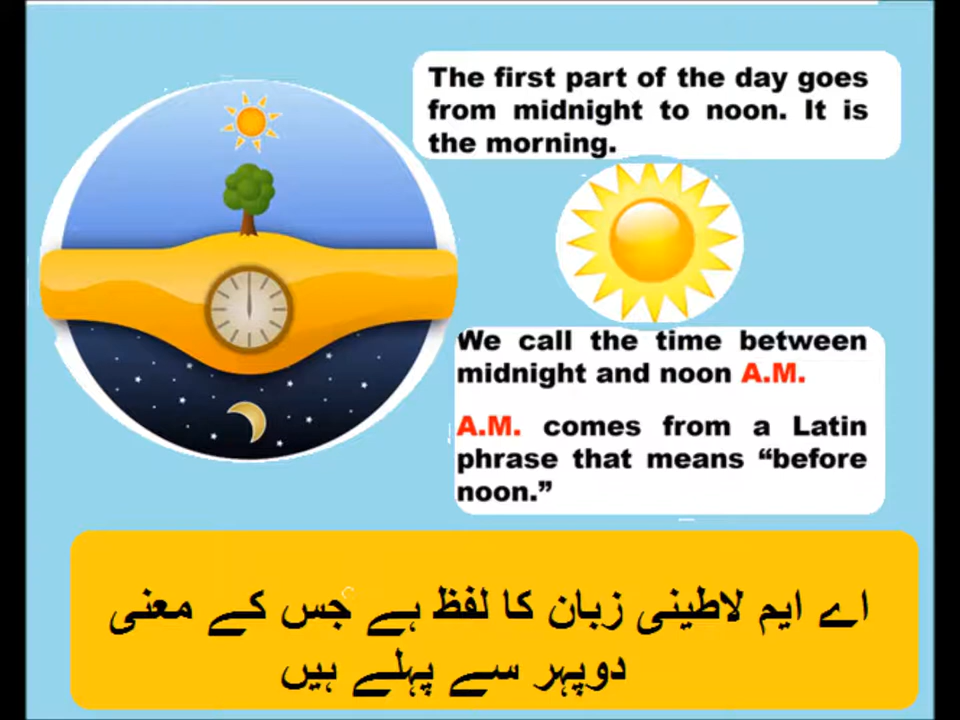 The first part of the day goes
from midnight to noon. It is
the morning.
We call the time between
midnight and noon A.M.
A.M. comes from a Latin
phrase that means “before
noon.”
اے ایم لاطینی زبان کا لفظ ہے جس کے معنی
دوپہر سے پہلے ہیں